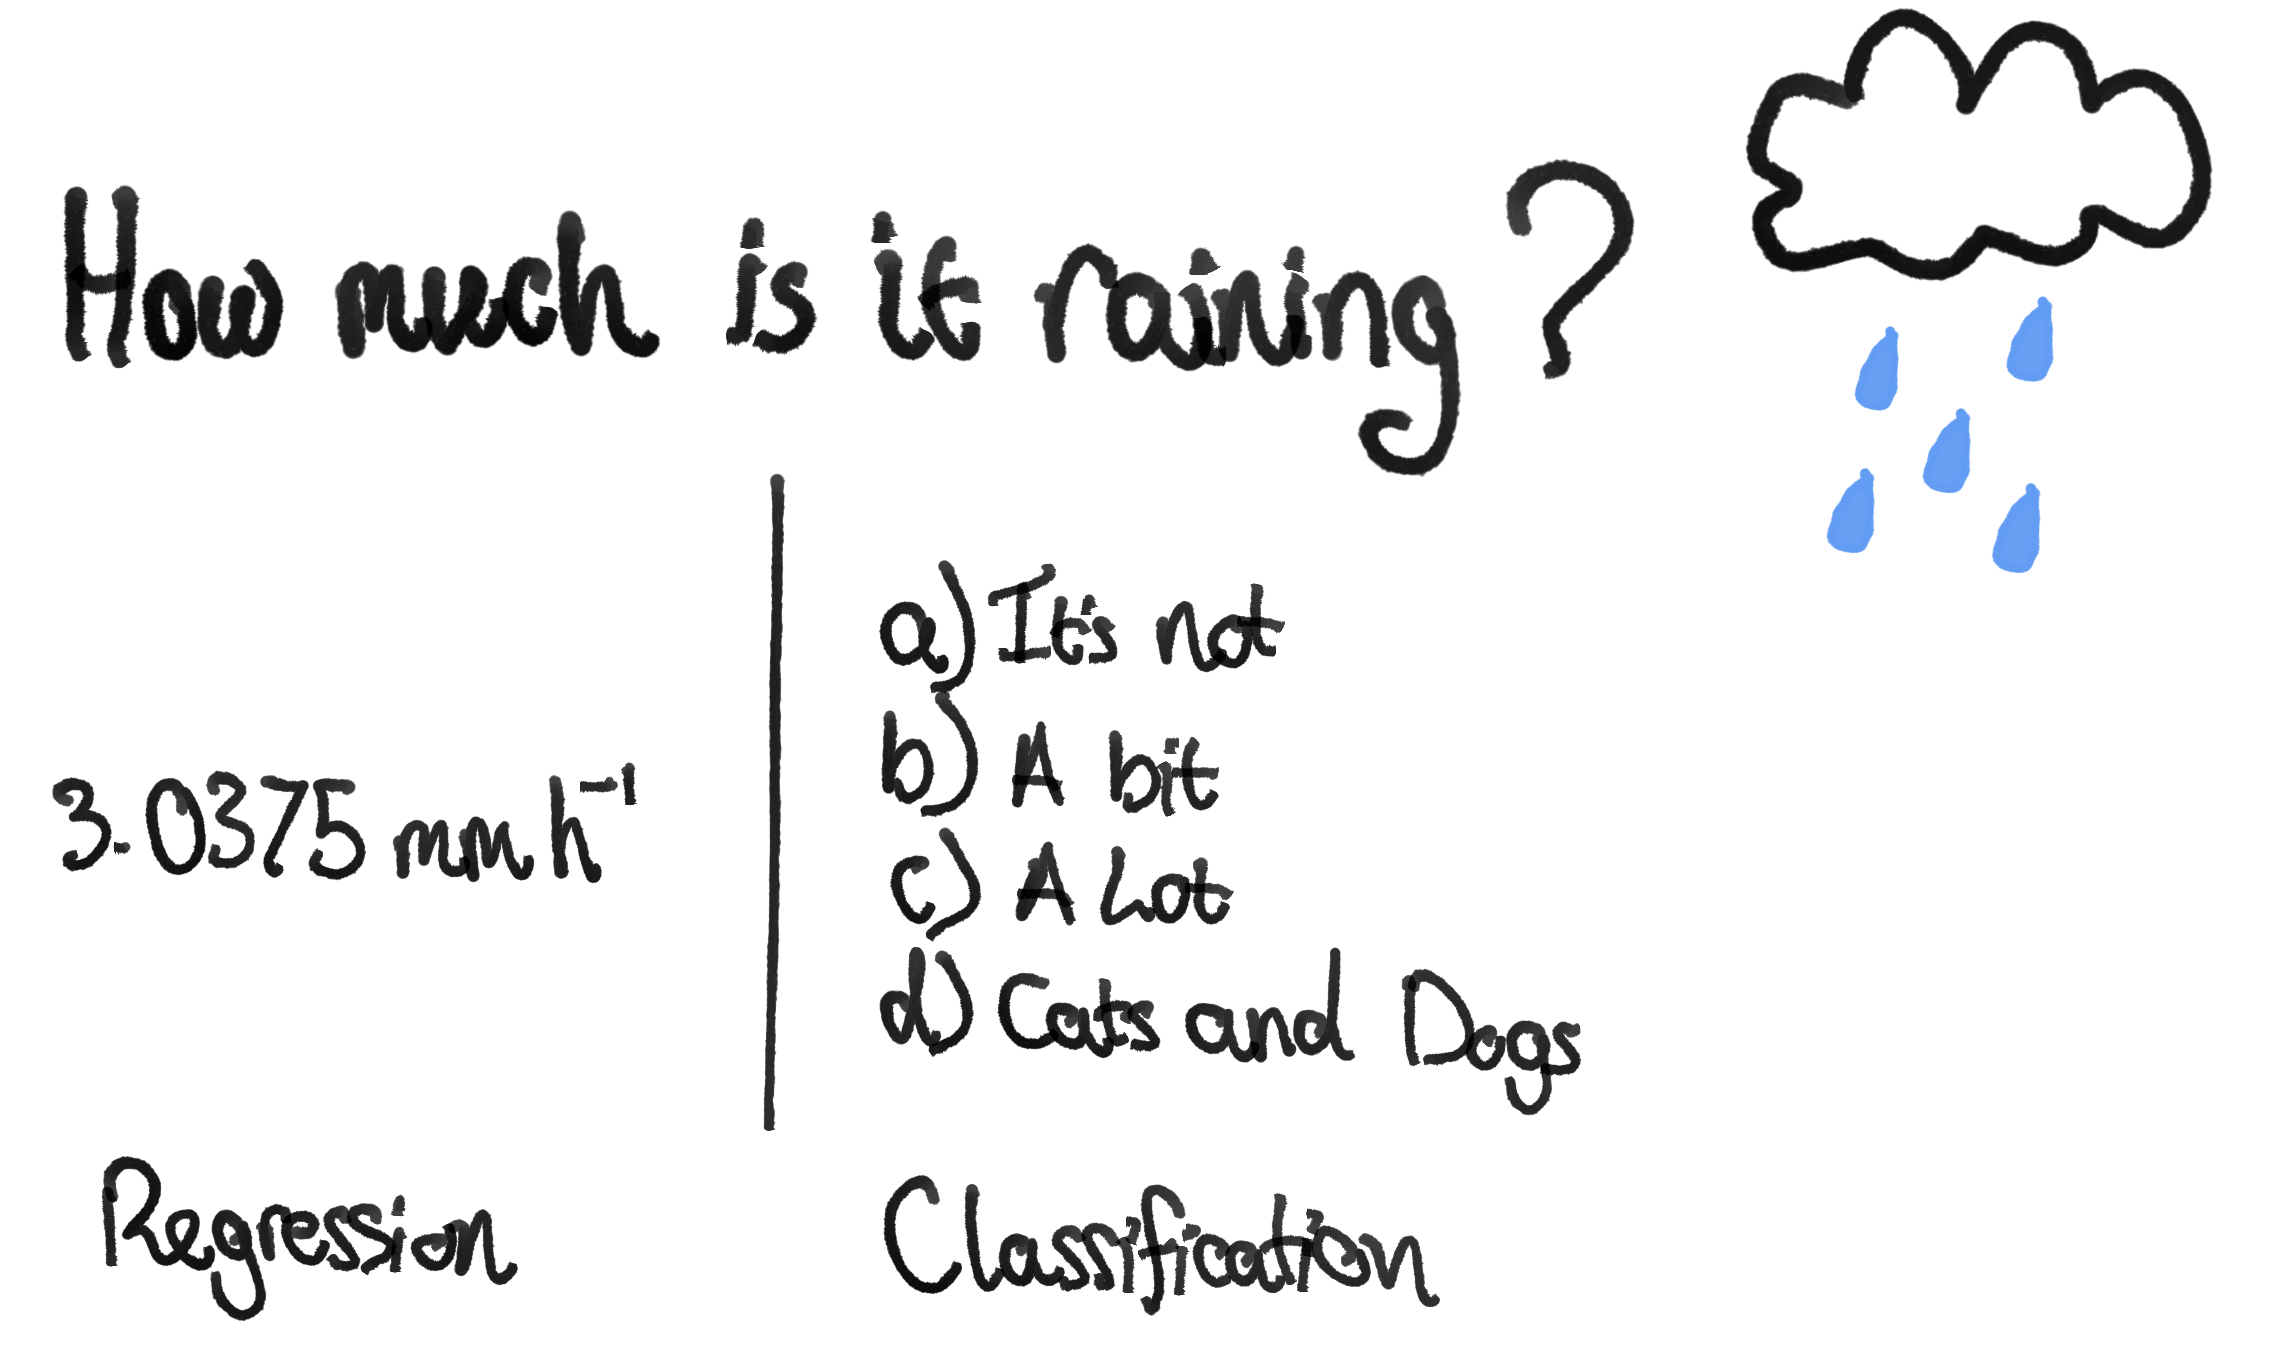 How much is it raining?
3.0375 mm h⁻¹
a) It's not
b) A bit
c) A Lot
d) Cats and Dogs
Regression
Classification